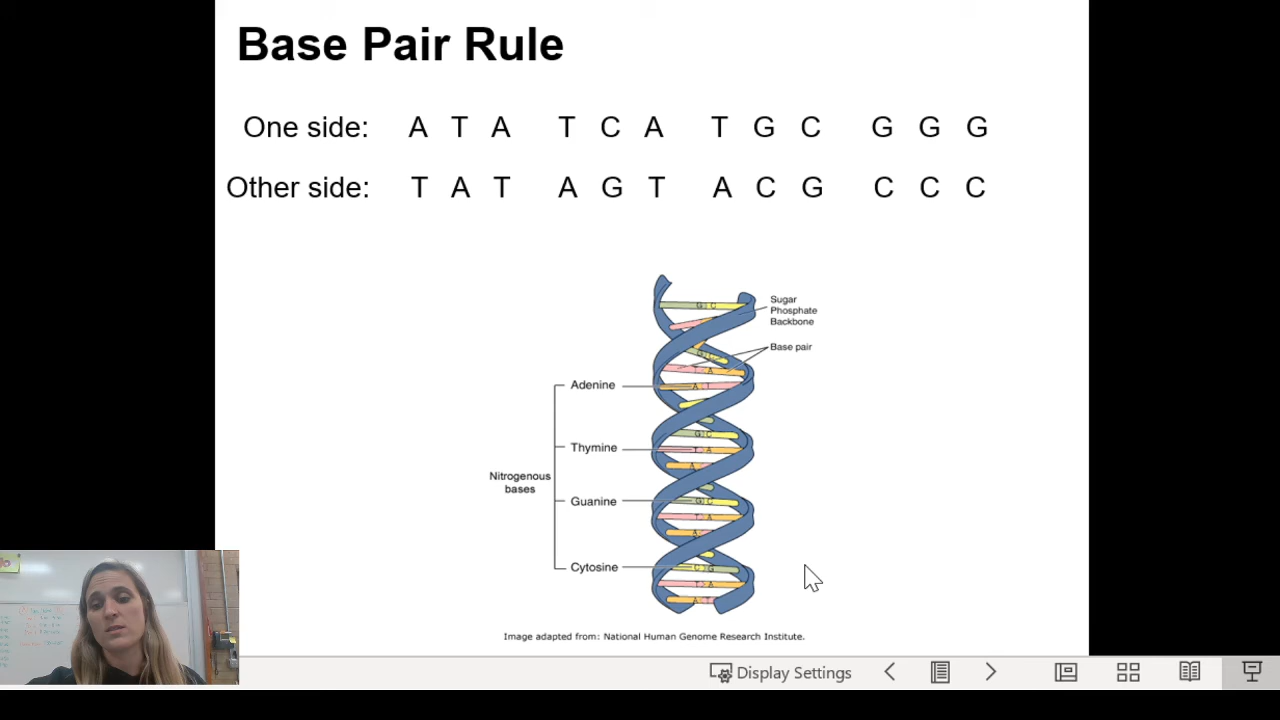 Base Pair Rule
One side: A T A T C A T G C G G G
Other side: T A T A G T A C G C C C
Sugar
Phosphate
Backbone
Base pair
Adenine
Thymine
Nitrogenous
bases
Guanine
Cytosine
G C
G C
A
A T
G C
T A
A
G C
T A
A
C G
T A
A
Image adapted from: National Human Genome Research Institute.
Display Settings